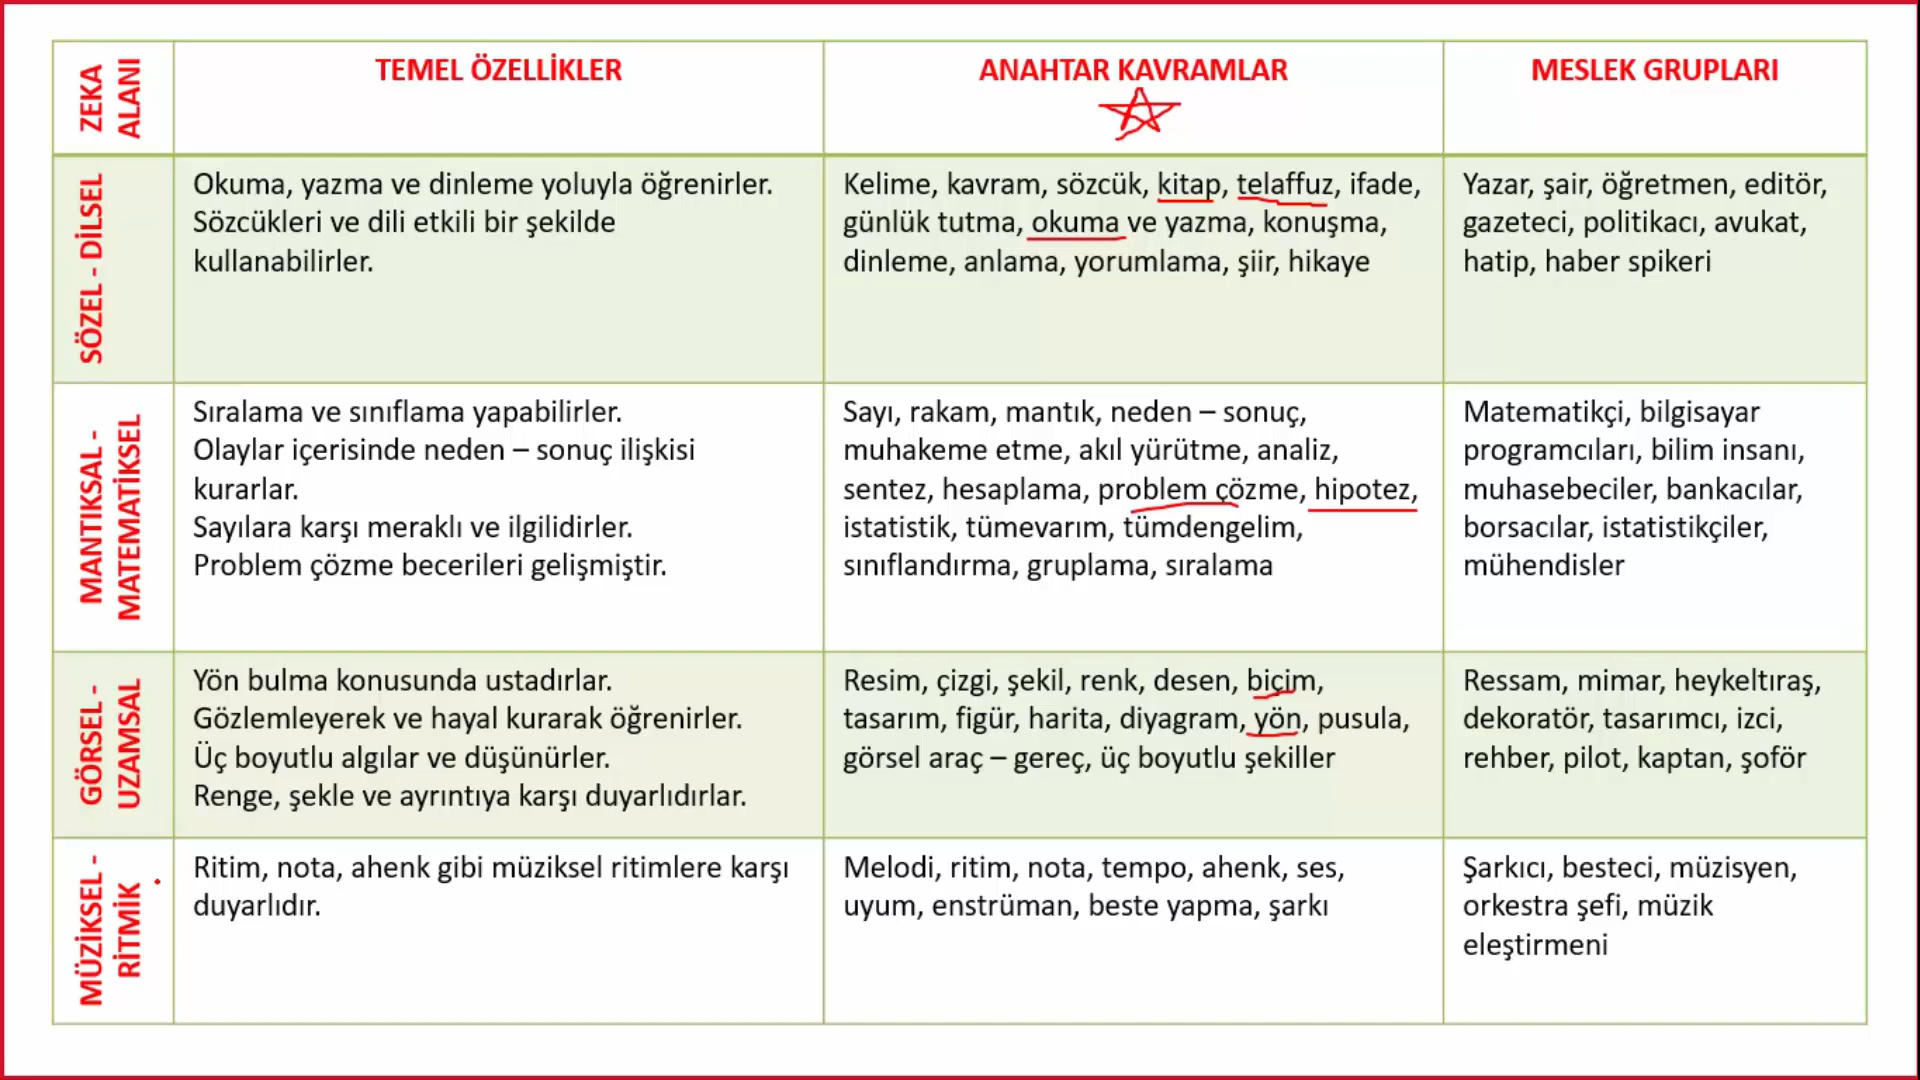 ZEKA
ALANI
TEMEL ÖZELLİKLER
ANAHTAR KAVRAMLAR
MESLEK GRUPLARI
SÖZEL - DİLSEL
Okuma, yazma ve dinleme yoluyla öğrenirler.
Sözcükleri ve dili etkili bir şekilde
kullanabilirler.
Kelime, kavram, sözcük, kitap, telaffuz, ifade,
günlük tutma, okuma ve yazma, konuşma,
dinleme, anlama, yorumlama, şiir, hikaye
Yazar, şair, öğretmen, editör,
gazeteci, politikacı, avukat,
hatip, haber spikeri
MANTIKSAL -
MATEMATİKSEL
Sıralama ve sınıflama yapabilirler.
Olaylar içerisinde neden – sonuç ilişkisi
kurarlar.
Sayılara karşı meraklı ve ilgilidirler.
Problem çözme becerileri gelişmiştir.
Sayı, rakam, mantık, neden – sonuç,
muhakeme etme, akıl yürütme, analiz,
sentez, hesaplama, problem çözme, hipotez,
istatistik, tümevarım, tümdengelim,
sınıflandırma, gruplama, sıralama
Matematikçi, bilgisayar
programcıları, bilim insanı,
muhasebeciler, bankacılar,
borsacılar, istatistikçiler,
mühendisler
GÖRSEL -
UZAMSAL
Yön bulma konusunda ustadırlar.
Gözlemleyerek ve hayal kurarak öğrenirler.
Üç boyutlu algılar ve düşünürler.
Renge, şekle ve ayrıntıya karşı duyarlıdırlar.
Resim, çizgi, şekil, renk, desen, biçim,
tasarım, figür, harita, diyagram, yön, pusula,
görsel araç – gereç, üç boyutlu şekiller
Ressam, mimar, heykeltıraş,
dekoratör, tasarımcı, izci,
rehber, pilot, kaptan, şoför
MÜZİKSEL -
RİTMİK
Ritim, nota, ahenk gibi müziksel ritimlere karşı
duyarlıdır.
Melodi, ritim, nota, tempo, ahenk, ses,
uyum, enstrüman, beste yapma, şarkı
Şarkıcı, besteci, müzisyen,
orkestra şefi, müzik
eleştirmeni